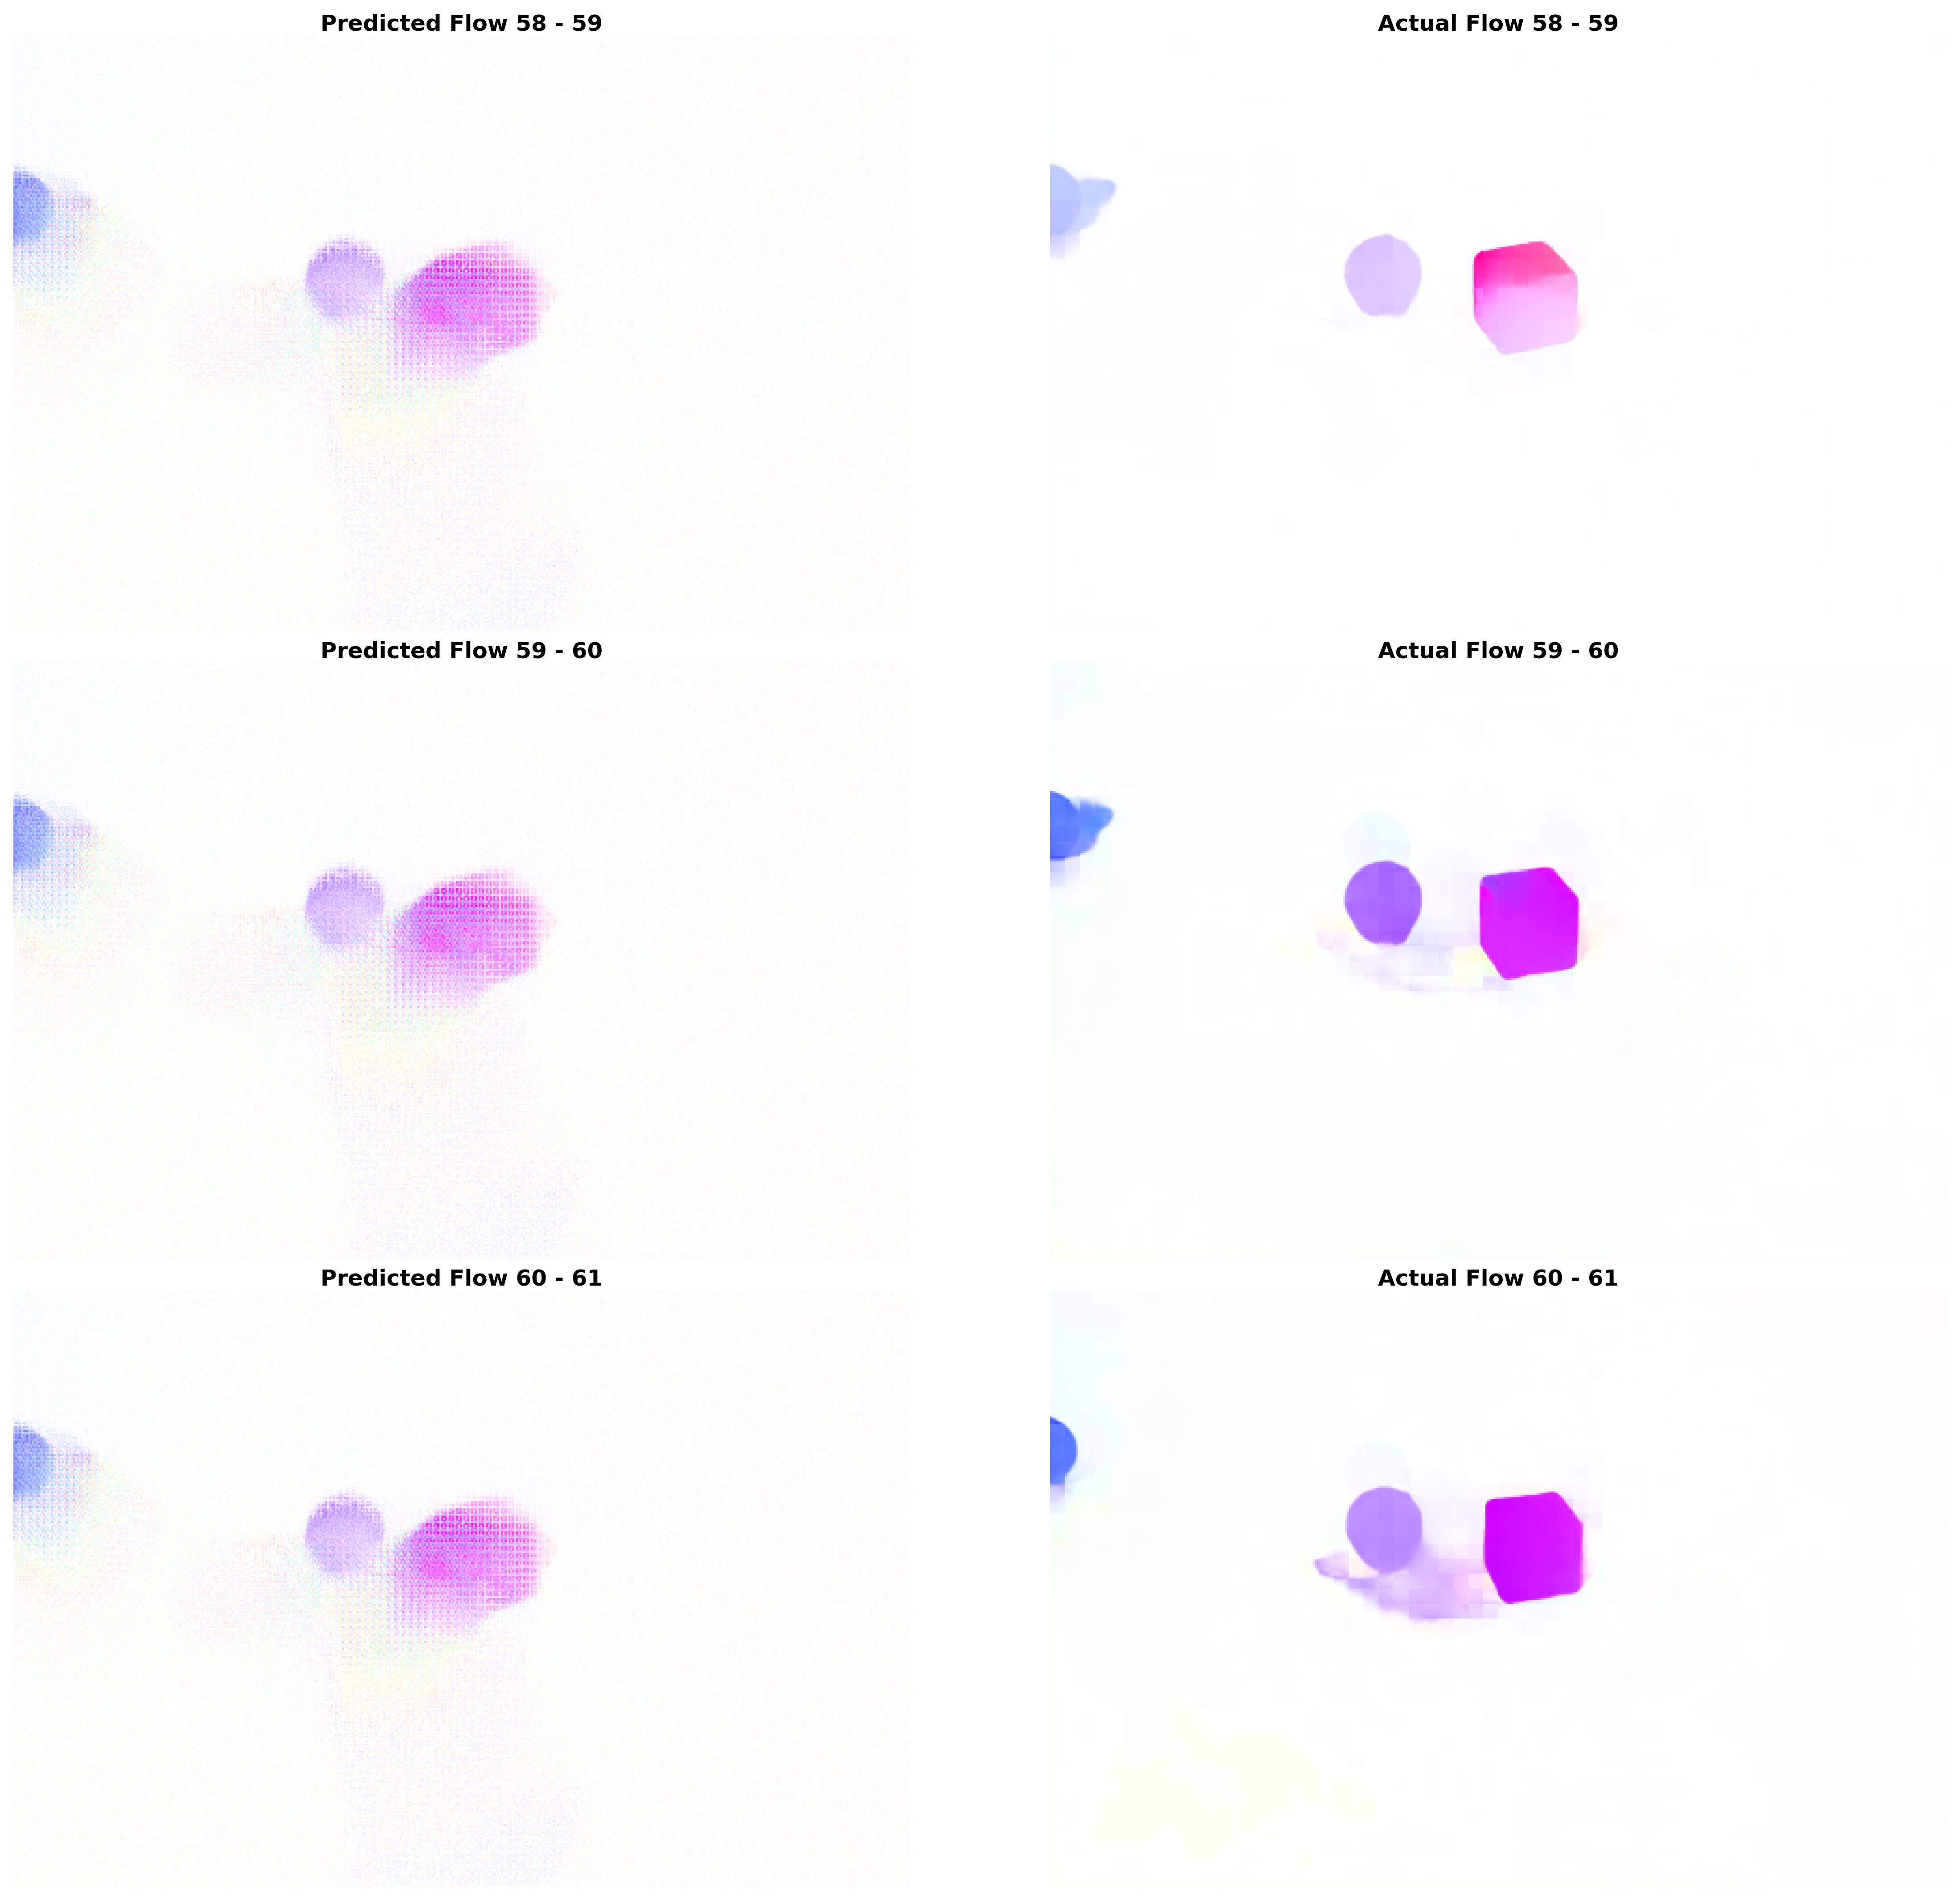 Predicted Flow 58 - 59
Actual Flow 58 - 59
Predicted Flow 59 - 60
Actual Flow 59 - 60
Predicted Flow 60 - 61
Actual Flow 60 - 61